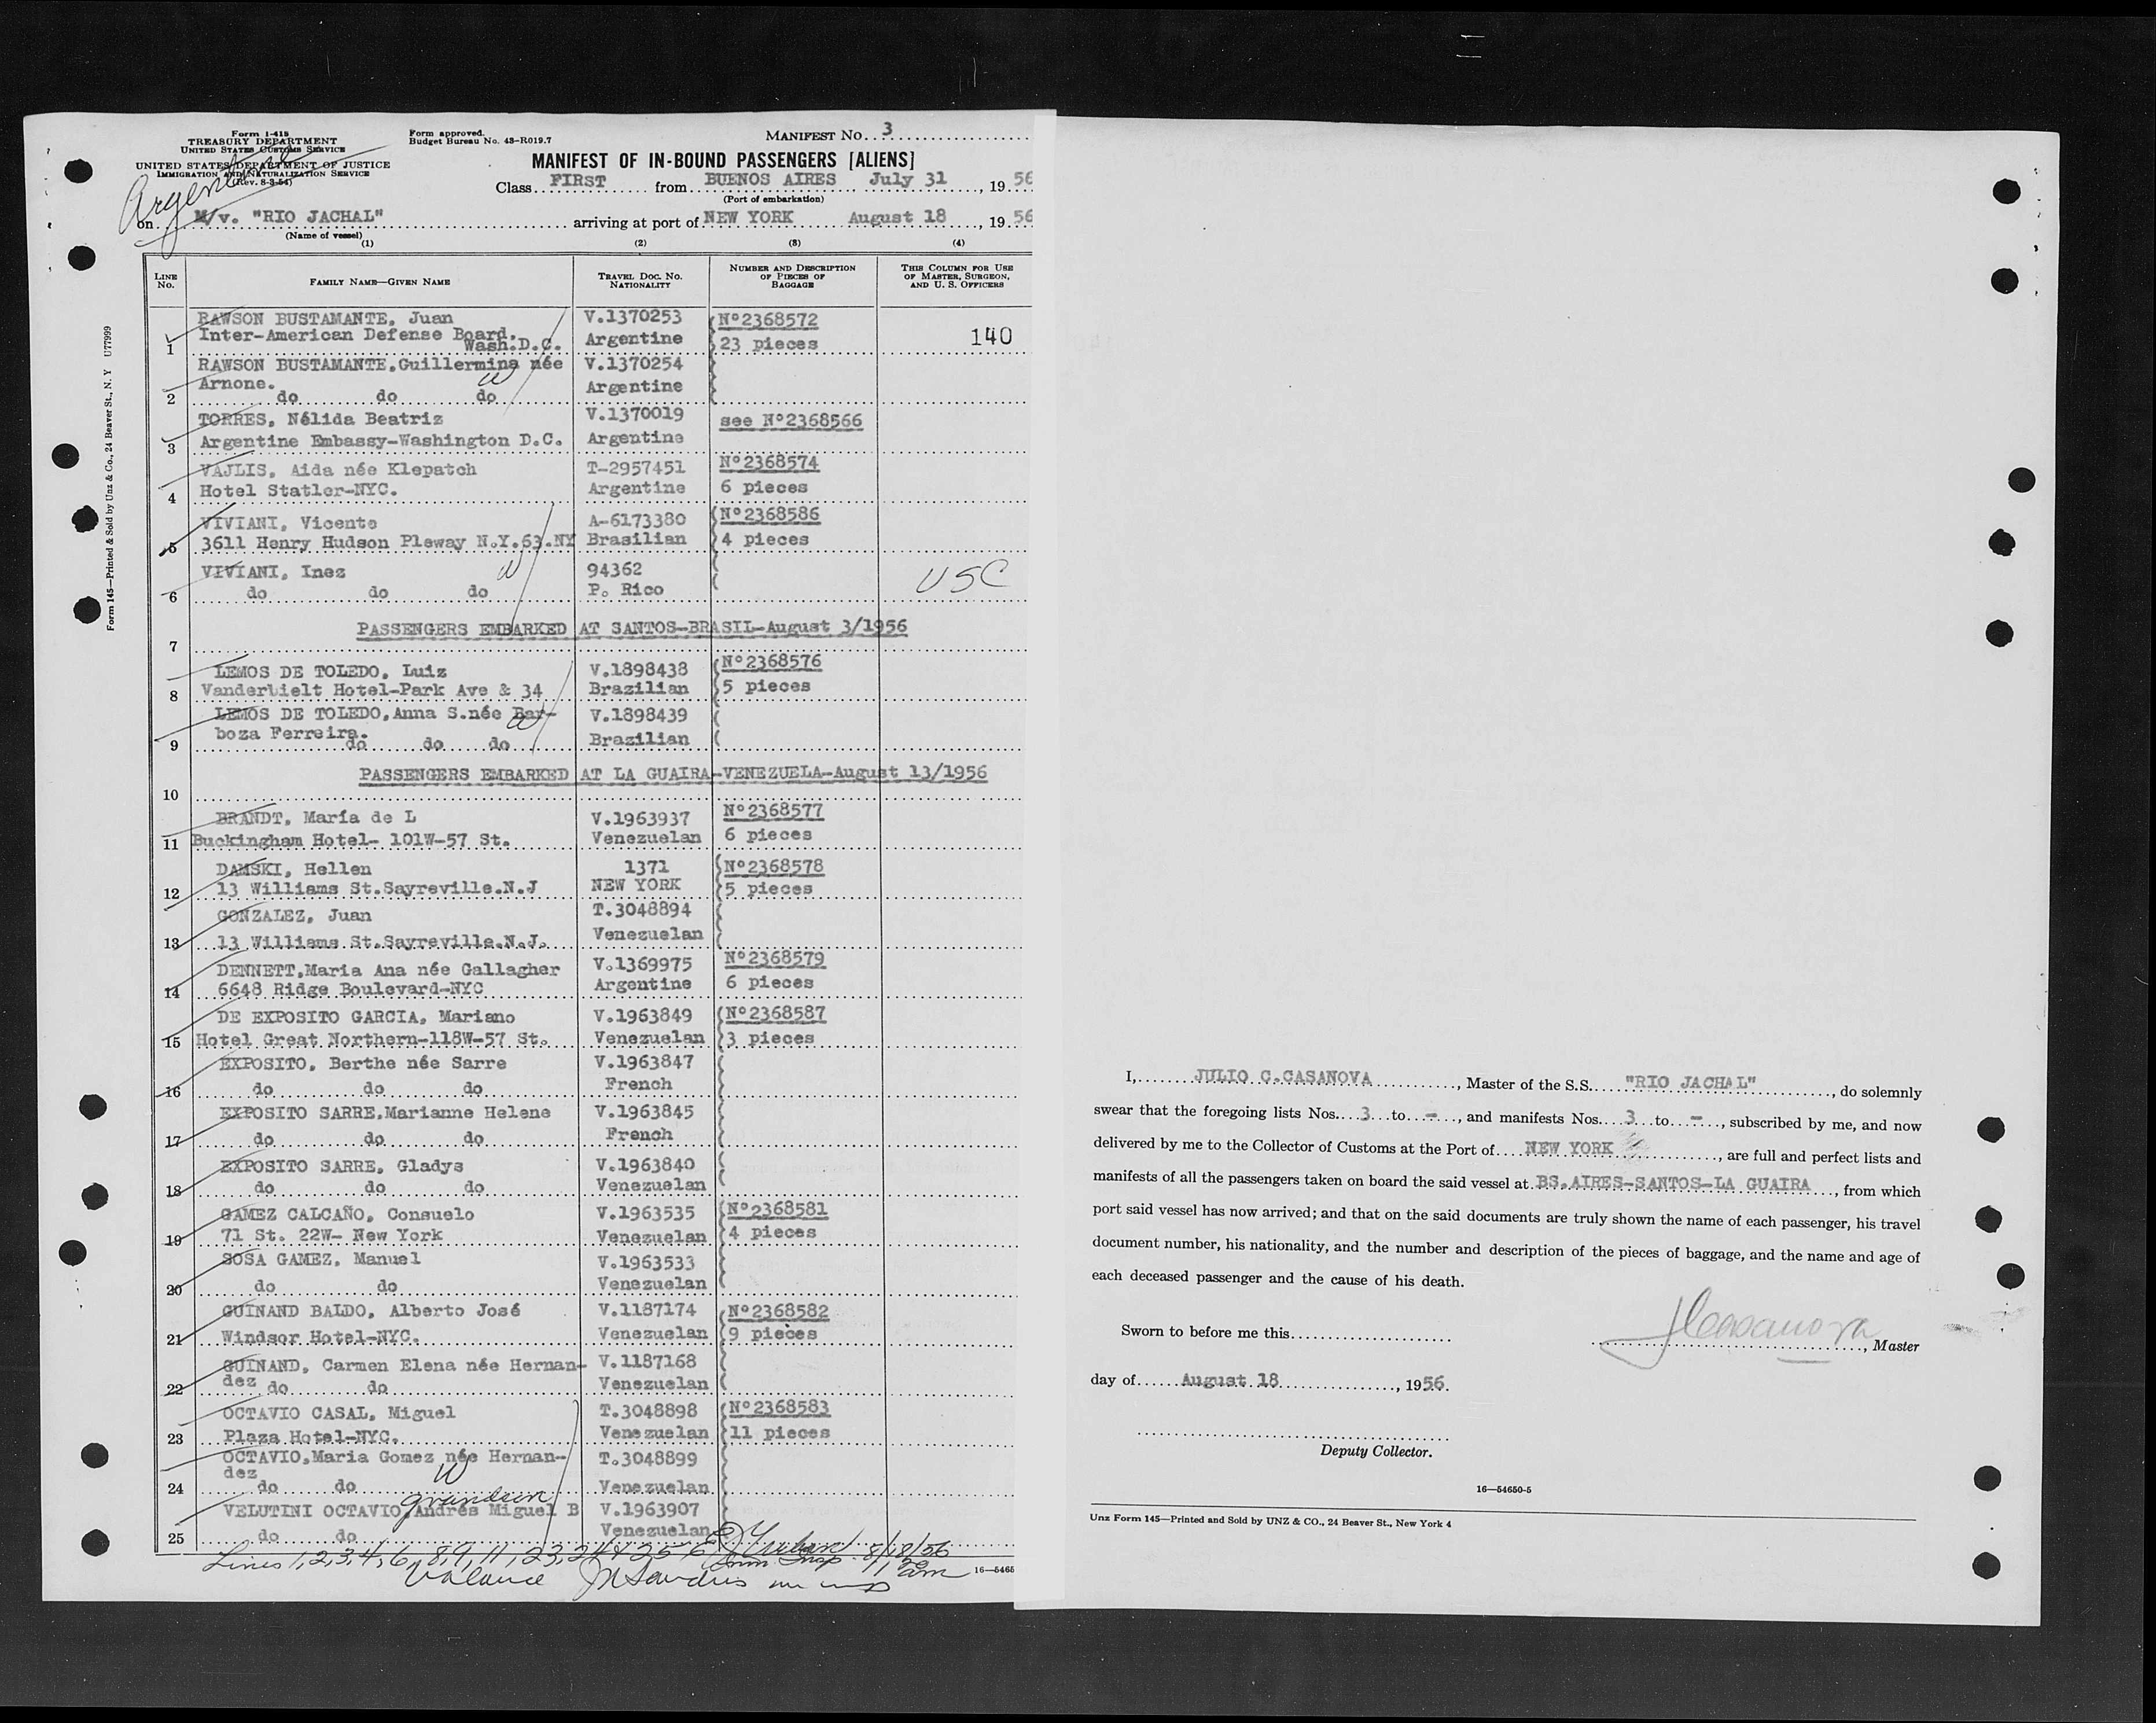 Form I-418
TREASURY DEPARTMENT
UNITED STATES CUSTOMS SERVICE
UNITED STATES DEPARTMENT OF JUSTICE
IMMIGRATION AND NATURALIZATION SERVICE
(Rev. 8-3-54)
Argentine
Form approved.
Budget Bureau No. 43-R019.7
MANIFEST No. 3
MANIFEST OF IN-BOUND PASSENGERS [ALIENS]
Class FIRST from BUENOS AIRES July 31, 1956
(Port of embarkation)
on M/v. "RIO JACHAL" arriving at port of NEW YORK August 18, 1956
(Name of vessel)
(1) (2) (3) (4)
LINE No. FAMILY NAME—GIVEN NAME TRAVEL DOC. NO. NATIONALITY NUMBER AND DESCRIPTION OF PIECES OF BAGGAGE THIS COLUMN FOR USE OF MASTER, SURGEON, AND U. S. OFFICERS
RAWSON BUSTAMANTE, Juan V.1370253 Nº2368572
Inter-American Defense Board.
1 Wash.D.C. Argentine 23 pieces 140
RAWSON BUSTAMANTE,Guillermina née V.1370254
Arnone. W Argentine
2 do do do
TORRES, Nélida Beatriz V.1370019 see Nº2368566
3 Argentine Embassy-Washington D.C. Argentine
VAJLIS, Aida née Klepatch T-2957451 Nº2368574
4 Hotel Statler-NYC. Argentine 6 pieces
VIVIANI, Vicente A-6173380 Nº2368586
5 3611 Henry Hudson Pleway N.Y.63.NY Brasilian 4 pieces
VIVIANI, Inez W 94362 USC
6 do do do P. Rico
PASSENGERS EMBARKED AT SANTOS-BRASIL-August 3/1956
7
LEMOS DE TOLEDO, Luiz V.1898438 Nº2368576
8 Vanderbielt Hotel-Park Ave & 34 Brazilian 5 pieces
LEMOS DE TOLEDO,Anna S.née Bar- V.1898439
boza Ferreira. W
9 do do do Brazilian
PASSENGERS EMBARKED AT LA GUAIRA-VENEZUELA-August 13/1956
10
BRANDT, María de L V.1963937 Nº2368577
11 Buckingham Hotel- 101W-57 St. Venezuelan 6 pieces
DAMSKI, Hellen 1371 Nº2368578
12 13 Williams St.Sayreville.N.J NEW YORK 5 pieces
GONZALEZ, Juan T.3048894
13 13 Williams St.Sayreville.N.J. Venezuelan
DENNETT,Maria Ana née Gallagher V.1369975 Nº2368579
14 6648 Ridge Boulevard-NYC Argentine 6 pieces
DE EXPOSITO GARCIA, Mariano V.1963849 Nº2368587
15 Hotel Great Northern-118W-57 St. Venezuelan 3 pieces
EXPOSITO, Berthe née Sarre V.1963847
16 do do do French
EXPOSITO SARRE,Marianne Helene V.1963845
17 do do do French
EXPOSITO SARRE, Gladys V.1963840
18 do do do Venezuelan
GAMEZ CALCAÑO, Consuelo V.1963535 Nº2368581
19 71 St. 22W- New York Venezuelan 4 pieces
SOSA GAMEZ, Manuel V.1963533
20 do do Venezuelan
GUINAND BALDO, Alberto José V.1187174 Nº2368582
21 Windsor Hotel-NYC. Venezuelan 9 pieces
GUINAND, Carmen Elena née Hernan- V.1187168
22 dez do do Venezuelan
OCTAVIO CASAL, Miguel T.3048898 Nº2368583
23 Plaza Hotel-NYC. Venezuelan 11 pieces
OCTAVIO,Maria Gomez née Hernan- T.3048899
dez W
24 do do Venezuelan
grandson
VELUTINI OCTAVIO,Andrés Miguel B V.1963907
25 do do Venezuelan
Lines 1,2,3,4,6,8,9,11,23,24 + 25 Imm. Insp. 8/18/56
balance
16—5465
Form 145—Printed & Sold by Unz & Co., 24 Beaver St., N. Y U77999
I, JULIO C.CASANOVA, Master of the S.S. "RIO JACHAL", do solemnly
swear that the foregoing lists Nos. 3 to -, and manifests Nos. 3 to -, subscribed by me, and now
delivered by me to the Collector of Customs at the Port of NEW YORK, are full and perfect lists and
manifests of all the passengers taken on board the said vessel at BS.AIRES-SANTOS-LA GUAIRA, from which
port said vessel has now arrived; and that on the said documents are truly shown the name of each passenger, his travel
document number, his nationality, and the number and description of the pieces of baggage, and the name and age of
each deceased passenger and the cause of his death.
Sworn to before me this JCasanova, Master
day of August 18, 1956.
Deputy Collector.
16—54650-5
Unz Form 145—Printed and Sold by UNZ & CO., 24 Beaver St., New York 4